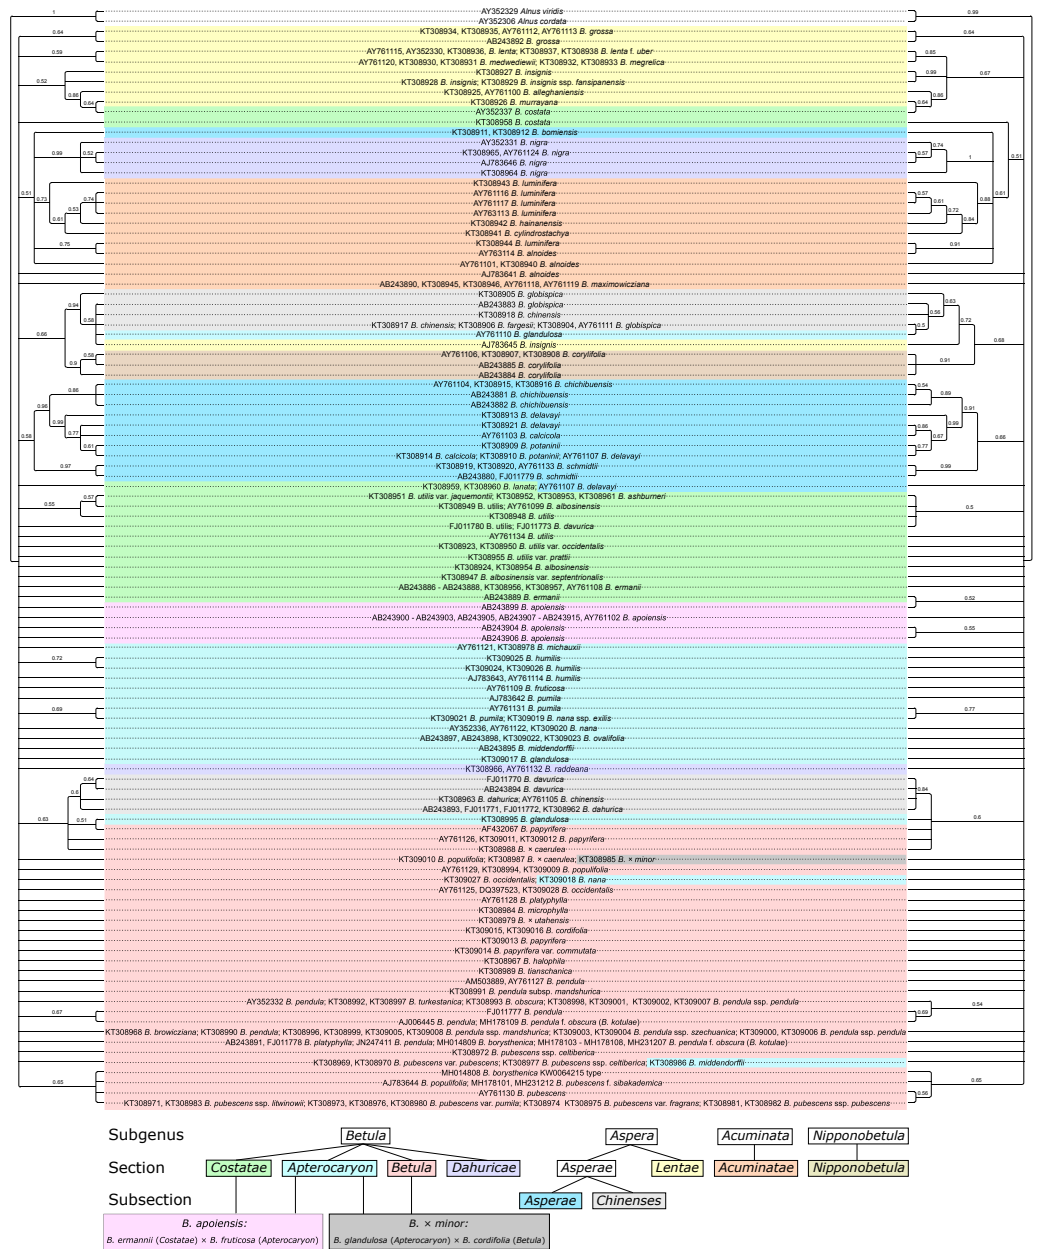 AY352329 Alnus viridis
AY352306 Alnus cordata
KT308934, KT308935, AY761112, AY761113 B. grossa
AB243892 B. grossa
AY761115, AY352330, KT308936, B. lenta; KT308937, KT308938 B. lenta f. uber
AY761120, KT308930, KT308931 B. medwediewii; KT308932, KT308933 B. megrelica
KT308927 B. insignis
KT308928 B. insignis; KT308929 B. insignis ssp. fansipanensis
KT308925, AY761100 B. alleghaniensis
KT308926 B. murrayana
AY352337 B. costata
KT308958 B. costata
KT308911, KT308912 B. bomiensis
AY352331 B. nigra
KT308965, AY761124 B. nigra
AJ783646 B. nigra
KT308964 B. nigra
KT308943 B. luminifera
AY761116 B. luminifera
AY761117 B. luminifera
AY763113 B. luminifera
KT308942 B. hainanensis
KT308941 B. cylindrostachya
KT308944 B. luminifera
AY763114 B. alnoides
AY761101, KT308940 B. alnoides
AJ783641 B. alnoides
AB243890, KT308945, KT308946, AY761118, AY761119 B. maximowicziana
KT308905 B. globispica
AB243883 B. globispica
KT308918 B. chinensis
KT308917 B. chinensis; KT308906 B. fargesii; KT308904, AY761111 B. globispica
AY761110 B. glandulosa
AJ783645 B. insignis
AY761106, KT308907, KT308908 B. corylifolia
AB243885 B. corylifolia
AB243884 B. corylifolia
AY761104, KT308915, KT308916 B. chichibuensis
AB243881 B. chichibuensis
AB243882 B. chichibuensis
KT308913 B. delavayi
KT308921 B. delavayi
AY761103 B. calcicola
KT308909 B. potaninii
KT308914 B. calcicola; KT308910 B. potaninii; AY761107 B. delavayi
KT308919, KT308920, AY761133 B. schmidtii
AB243880, FJ011779 B. schmidtii
KT308959, KT308960 B. lanata; AY761107 B. delavayi
KT308951 B. utilis var. jaquemontii; KT308952, KT308953, KT308961 B. ashburneri
KT308949 B. utilis; AY761099 B. albosinensis
KT308948 B. utilis
FJ011780 B. utilis; FJ011773 B. davurica
AY761134 B. utilis
KT308923, KT308950 B. utilis var. occidentalis
KT308955 B. utilis var. prattii
KT308924, KT308954 B. albosinensis
KT308947 B. albosinensis var. septentrionalis
AB243886 - AB243888, KT308956, KT308957, AY761108 B. ermanii
AB243889 B. ermanii
AB243899 B. apoiensis
AB243900 - AB243903, AB243905, AB243907 - AB243915, AY761102 B. apoiensis
AB243904 B. apoiensis
AB243906 B. apoiensis
AY761121, KT308978 B. michauxii
KT309025 B. humilis
KT309024, KT309026 B. humilis
AJ783643, AY761114 B. humilis
AY761109 B. fruticosa
AJ783642 B. pumila
AY761131 B. pumila
KT309021 B. pumila; KT309019 B. nana ssp. exilis
AY352336, AY761122, KT309020 B. nana
AB243897, AB243898, KT309022, KT309023 B. ovalifolia
AB243895 B. middendorffii
KT309017 B. glandulosa
KT308966, AY761132 B. raddeana
FJ011770 B. davurica
AB243894 B. davurica
KT308963 B. dahurica; AY761105 B. chinensis
AB243893, FJ011771, FJ011772, KT308962 B. dahurica
KT308995 B. glandulosa
AF432067 B. papyrifera
AY761126, KT309011, KT309012 B. papyrifera
KT308988 B. × caerulea
KT309010 B. populifolia; KT308987 B. × caerulea; KT308985 B. × minor
AY761129, KT308994, KT309009 B. populifolia
KT309027 B. occidentalis; KT309018 B. nana
AY761125, DQ397523, KT309028 B. occidentalis
AY761128 B. platyphylla
KT308984 B. microphylla
KT308979 B. × utahensis
KT309015, KT309016 B. cordifolia
KT309013 B. papyrifera
KT309014 B. papyrifera var. commutata
KT308967 B. halophila
KT308989 B. tianschanica
AM503889, AY761127 B. pendula
KT308991 B. pendula subsp. mandshurica
AY352332 B. pendula; KT308992, KT308997 B. turkestanica; KT308993 B. obscura; KT308998, KT309001, KT309002, KT309007 B. pendula ssp. pendula
FJ011777 B. pendula
AJ006445 B. pendula; MH178109 B. pendula f. obscura (B. kotulae)
KT308968 B. browicziana; KT308990 B. pendula; KT308996, KT308999, KT309005, KT309008 B. pendula ssp. mandshurica; KT309003, KT309004 B. pendula ssp. szechuanica; KT309000, KT309006 B. pendula ssp. pendula
AB243891, FJ011778 B. platyphylla; JN247411 B. pendula; MH014809 B. borysthenica; MH178103 - MH178108, MH231207 B. pendula f. obscura (B. kotulae)
KT308972 B. pubescens ssp. celtiberica
KT308969, KT308970 B. pubescens var. pubescens; KT308977 B. pubescens ssp. celtiberica; KT308986 B. middendorffii
MH014808 B. borysthenica KW0064215 type
AJ783644 B. populifolia; MH178101, MH231212 B. pubescens f. sibakademica
AY761130 B. pubescens
KT308971, KT308983 B. pubescens ssp. litwinowii; KT308973, KT308976, KT308980 B. pubescens var. pumila; KT308974 KT308975 B. pubescens var. fragrans; KT308981, KT308982 B. pubescens ssp. pubescens
Subgenus Betula Aspera Acuminata Nipponobetula
Section Costatae Apterocaryon Betula Dahuricae Asperae Lentae Acuminatae Nipponobetula
Subsection Asperae Chinenses
B. apoiensis: B. × minor:
B. ermannii (Costatae) × B. fruticosa (Apterocaryon) B. glandulosa (Apterocaryon) × B. cordifolia (Betula)